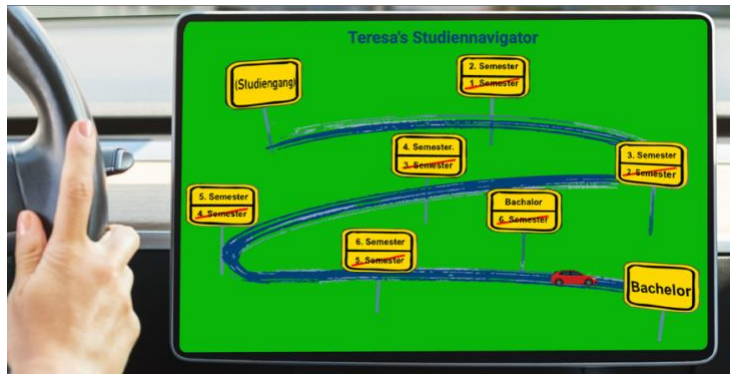 Teresa's Studiennavigator
(Studiengang)
2. Semester
1. Semester
4. Semester.
3. Semester
3. Semester
2. Semester
5. Semester
4. Semester
Bachalor
6. Semester
6. Semester
5. Semester
Bachelor